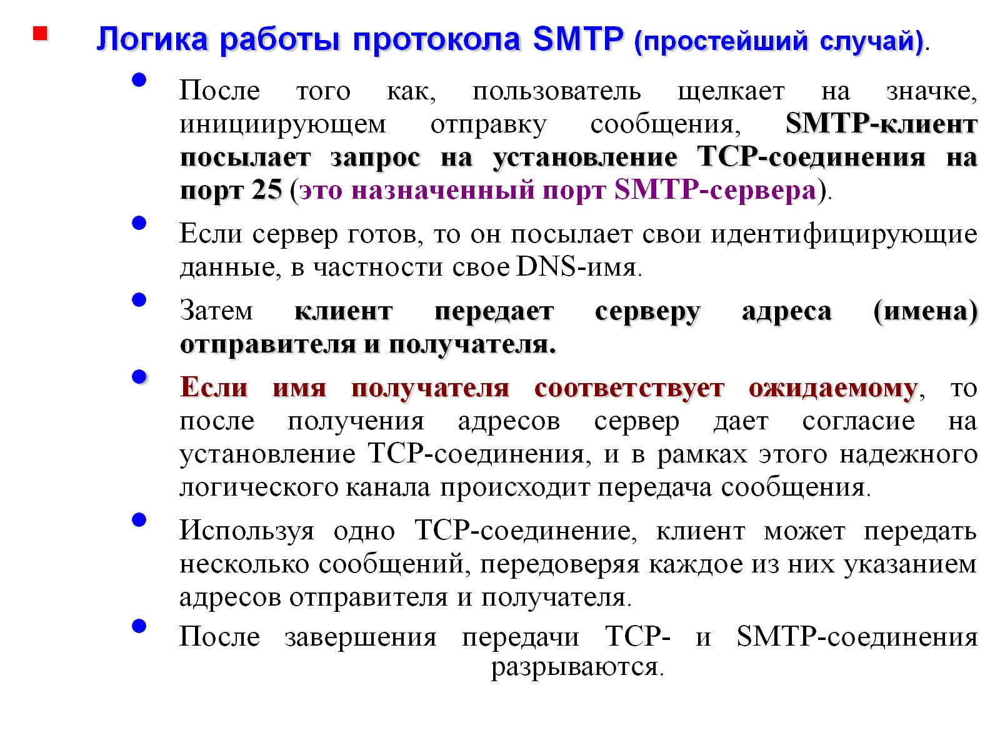 Логика работы протокола SMTP (простейший случай).
После того как, пользователь щелкает на значке,
инициирующем отправку сообщения, SMTP-клиент
посылает запрос на установление TCP-соединения на
порт 25 (это назначенный порт SMTP-сервера).
Если сервер готов, то он посылает свои идентифицирующие
данные, в частности свое DNS-имя.
Затем клиент передает серверу адреса (имена)
отправителя и получателя.
Если имя получателя соответствует ожидаемому, то
после получения адресов сервер дает согласие на
установление TCP-соединения, и в рамках этого надежного
логического канала происходит передача сообщения.
Используя одно TCP-соединение, клиент может передать
несколько сообщений, передоверяя каждое из них указанием
адресов отправителя и получателя.
После завершения передачи TCP- и SMTP-соединения
разрываются.